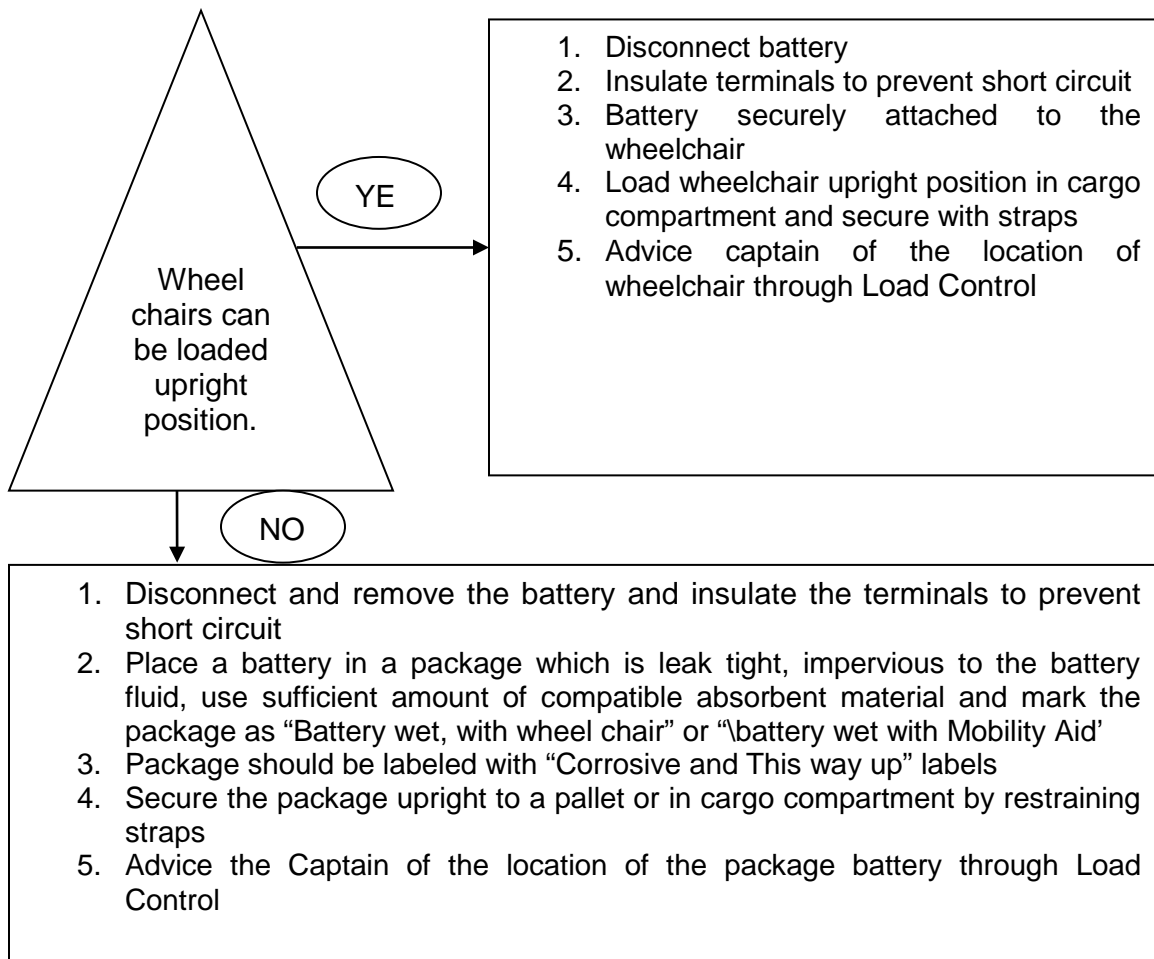 1. Disconnect battery
2. Insulate terminals to prevent short circuit
3. Battery securely attached to the
wheelchair
4. Load wheelchair upright position in cargo
compartment and secure with straps
5. Advice captain of the location of
wheelchair through Load Control
YE
Wheel
chairs can
be loaded
upright
position.
NO
1. Disconnect and remove the battery and insulate the terminals to prevent
short circuit
2. Place a battery in a package which is leak tight, impervious to the battery
fluid, use sufficient amount of compatible absorbent material and mark the
package as “Battery wet, with wheel chair” or “\battery wet with Mobility Aid’
3. Package should be labeled with “Corrosive and This way up” labels
4. Secure the package upright to a pallet or in cargo compartment by restraining
straps
5. Advice the Captain of the location of the package battery through Load
Control